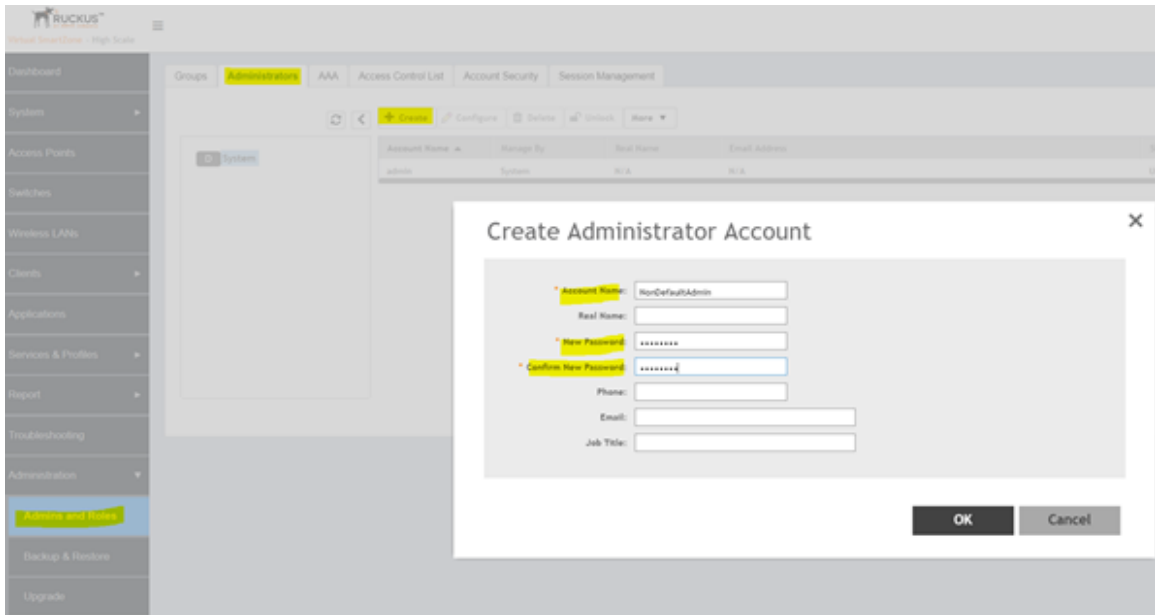 RUCKUS™
Virtual SmartZone - High Scale
Dashboard
System
Access Points
Switches
Wireless LANs
Clients
Applications
Services & Profiles
Report
Troubleshooting
Administration
Admins and Roles
Backup & Restore
Upgrade
Groups Administrators AAA Access Control List Account Security Session Management
+ Create Configure Delete Unlock More
D System
Account Name Manage By Real Name Email Address
admin System N/A N/A
Create Administrator Account
* Account Name: NonDefaultAdmin
Real Name:
* New Password: ••••••••
* Confirm New Password: ••••••••
Phone:
Email:
Job Title:
OK Cancel